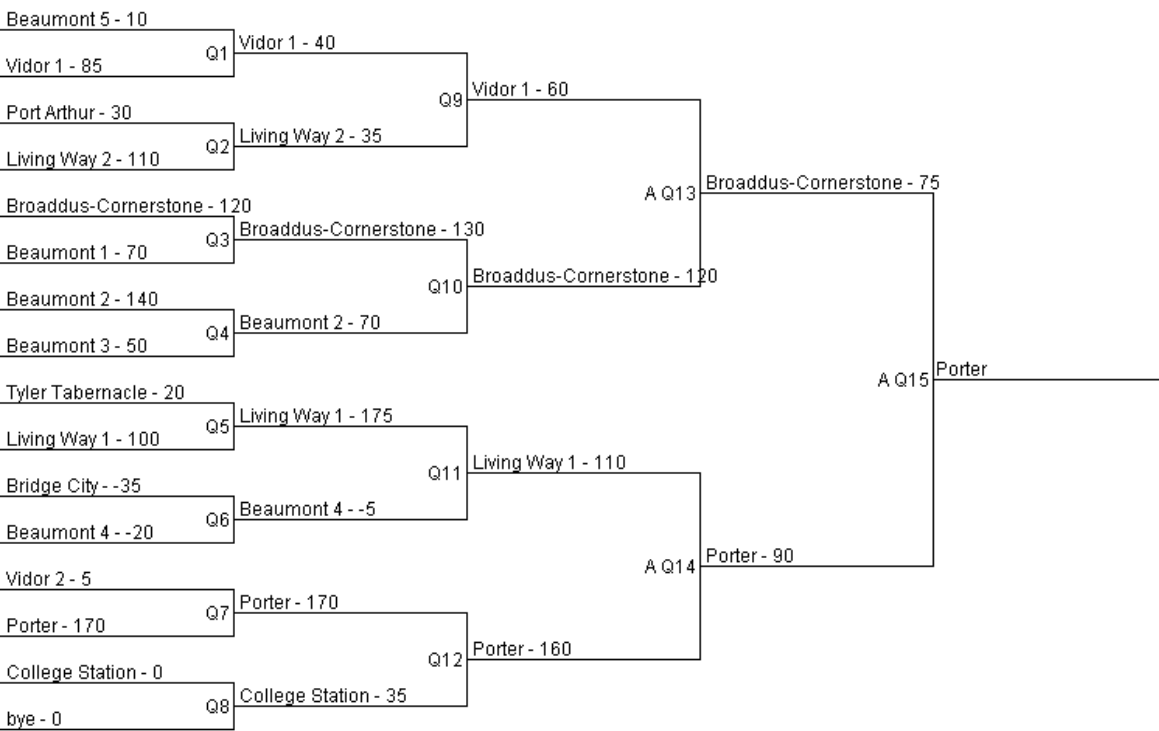 Beaumont 5 - 10
Q1
Vidor 1 - 85
Vidor 1 - 40
Port Arthur - 30
Q2
Living Way 2 - 110
Living Way 2 - 35
Q9
Vidor 1 - 60
Broaddus-Cornerstone - 120
Q3
Beaumont 1 - 70
Broaddus-Cornerstone - 130
Beaumont 2 - 140
Q4
Beaumont 3 - 50
Beaumont 2 - 70
Q10
Broaddus-Cornerstone - 120
A Q13
Broaddus-Cornerstone - 75
Tyler Tabernacle - 20
Q5
Living Way 1 - 100
Living Way 1 - 175
Bridge City - -35
Q6
Beaumont 4 - -20
Beaumont 4 - -5
Q11
Living Way 1 - 110
Vidor 2 - 5
Q7
Porter - 170
Porter - 170
College Station - 0
Q8
bye - 0
College Station - 35
Q12
Porter - 160
A Q14
Porter - 90
A Q15
Porter